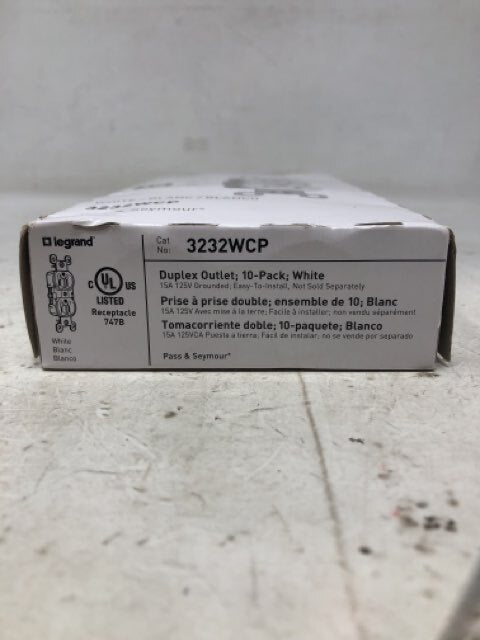 3232WCP
legrand
Cat No: 3232WCP
Duplex Outlet; 10-Pack; White
15A 125V Grounded; Easy-To-Install, Not Sold Separately
Prise à prise double; ensemble de 10; Blanc
15A 125V Avec mise à la terre; Facile à installer; non vendu séparément
Tomacorriente doble; 10-paquete; Blanco
15A 125VCA Puesta a tierra; Fácil de instalar; no se vende por separado
Pass & Seymour*
C UL US
LISTED
Receptacle
747B
White
Blanc
Blanco